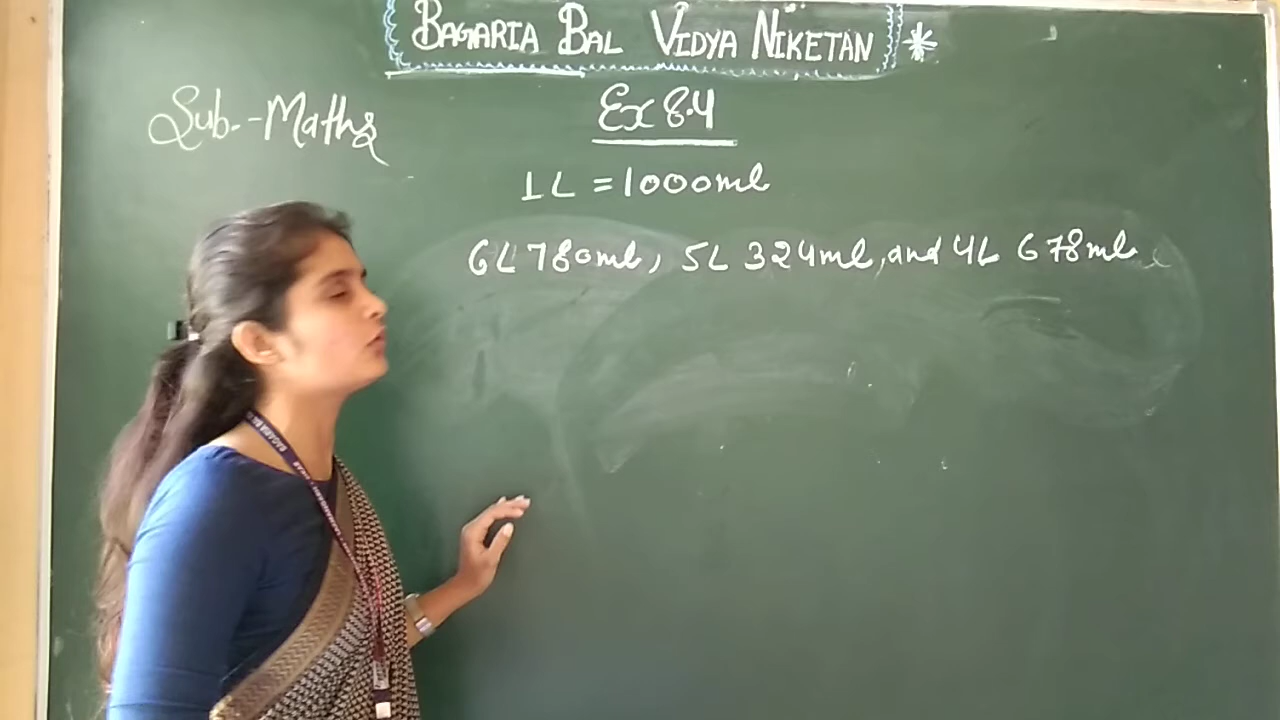 BAGARIA BAL VIDYA NIKETAN *
Sub.-Maths
Ex 8.4
1L = 1000ml
6L 780ml, 5L 324ml, and 4L 678ml